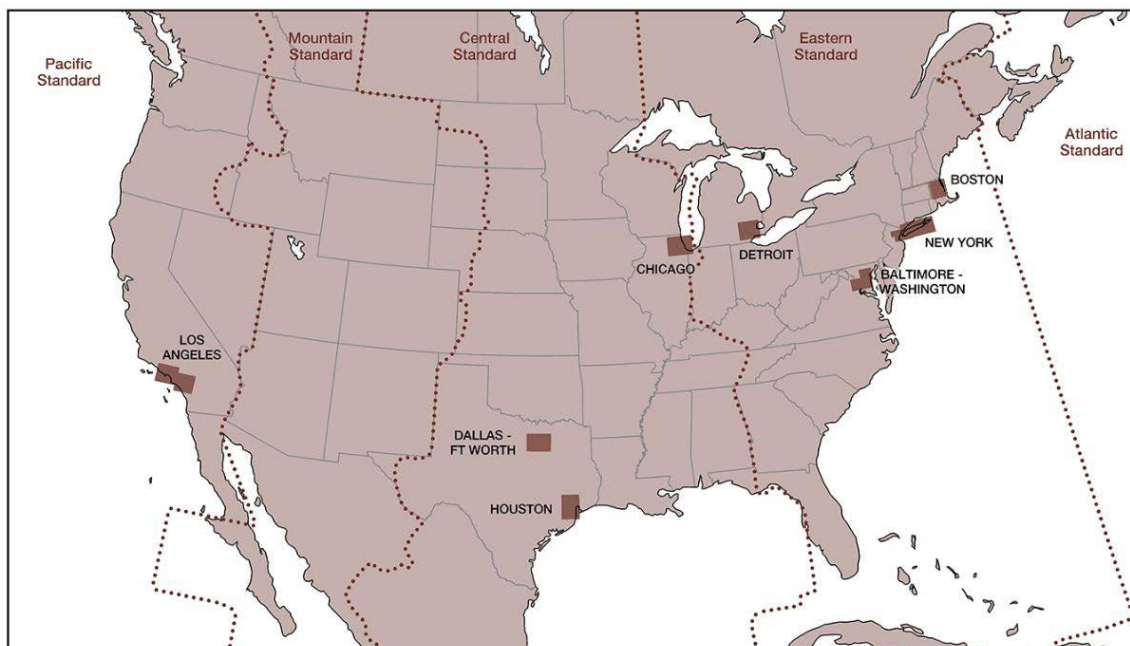 Pacific
Standard
Mountain
Standard
Central
Standard
Eastern
Standard
Atlantic
Standard
BOSTON
NEW YORK
DETROIT
CHICAGO
BALTIMORE -
WASHINGTON
LOS
ANGELES
DALLAS -
FT WORTH
HOUSTON